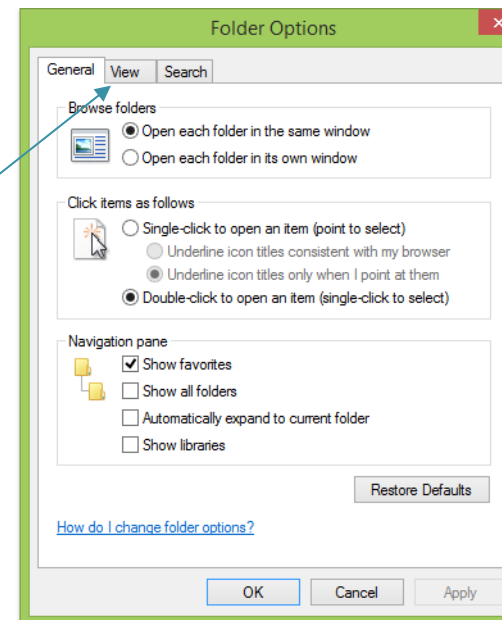 Folder Options
General View Search
Browse folders
Open each folder in the same window
Open each folder in its own window
Click items as follows
Single-click to open an item (point to select)
Underline icon titles consistent with my browser
Underline icon titles only when I point at them
Double-click to open an item (single-click to select)
Navigation pane
Show favorites
Show all folders
Automatically expand to current folder
Show libraries
Restore Defaults
How do I change folder options?
OK Cancel Apply